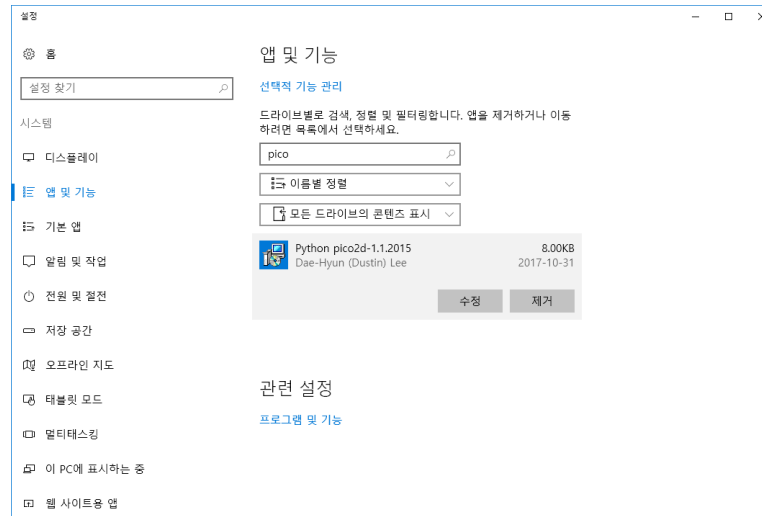 설정
홈
설정 찾기
시스템
디스플레이
앱 및 기능
기본 앱
알림 및 작업
전원 및 절전
저장 공간
오프라인 지도
태블릿 모드
멀티태스킹
이 PC에 표시하는 중
웹 사이트용 앱
앱 및 기능
선택적 기능 관리
드라이브별로 검색, 정렬 및 필터링합니다. 앱을 제거하거나 이동
하려면 목록에서 선택하세요.
pico
이름별 정렬
모든 드라이브의 콘텐츠 표시
Python pico2d-1.1.2015 8.00KB
Dae-Hyun (Dustin) Lee 2017-10-31
수정 제거
관련 설정
프로그램 및 기능